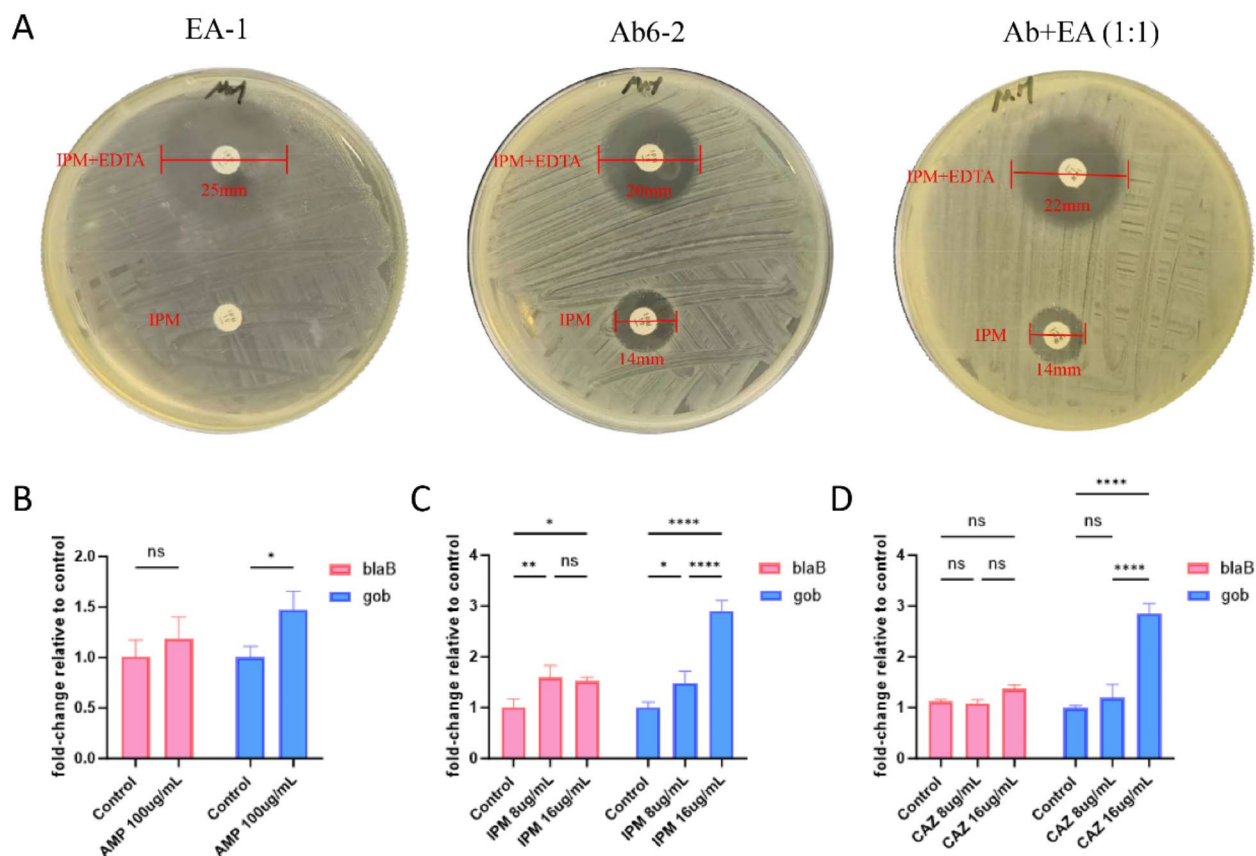 A
EA-1
Ab6-2
Ab+EA (1:1)
IPM+EDTA
25mm
IPM
IPM+EDTA
20mm
IPM
14mm
IPM+EDTA
22mm
IPM
14mm
B
fold-change relative to control
2.0
1.5
1.0
0.5
0.0
ns
*
blaB
gob
Control
AMP 100ug/mL
Control
AMP 100ug/mL
C
fold-change relative to control
4
3
2
1
0
*
**
ns
****
*
****
blaB
gob
Control
IPM 8ug/mL
IPM 16ug/mL
Control
IPM 8ug/mL
IPM 16ug/mL
D
fold-change relative to control
4
3
2
1
0
ns
ns
ns
****
ns
****
blaB
gob
Control
CAZ 8ug/mL
CAZ 16ug/mL
Control
CAZ 8ug/mL
CAZ 16ug/mL